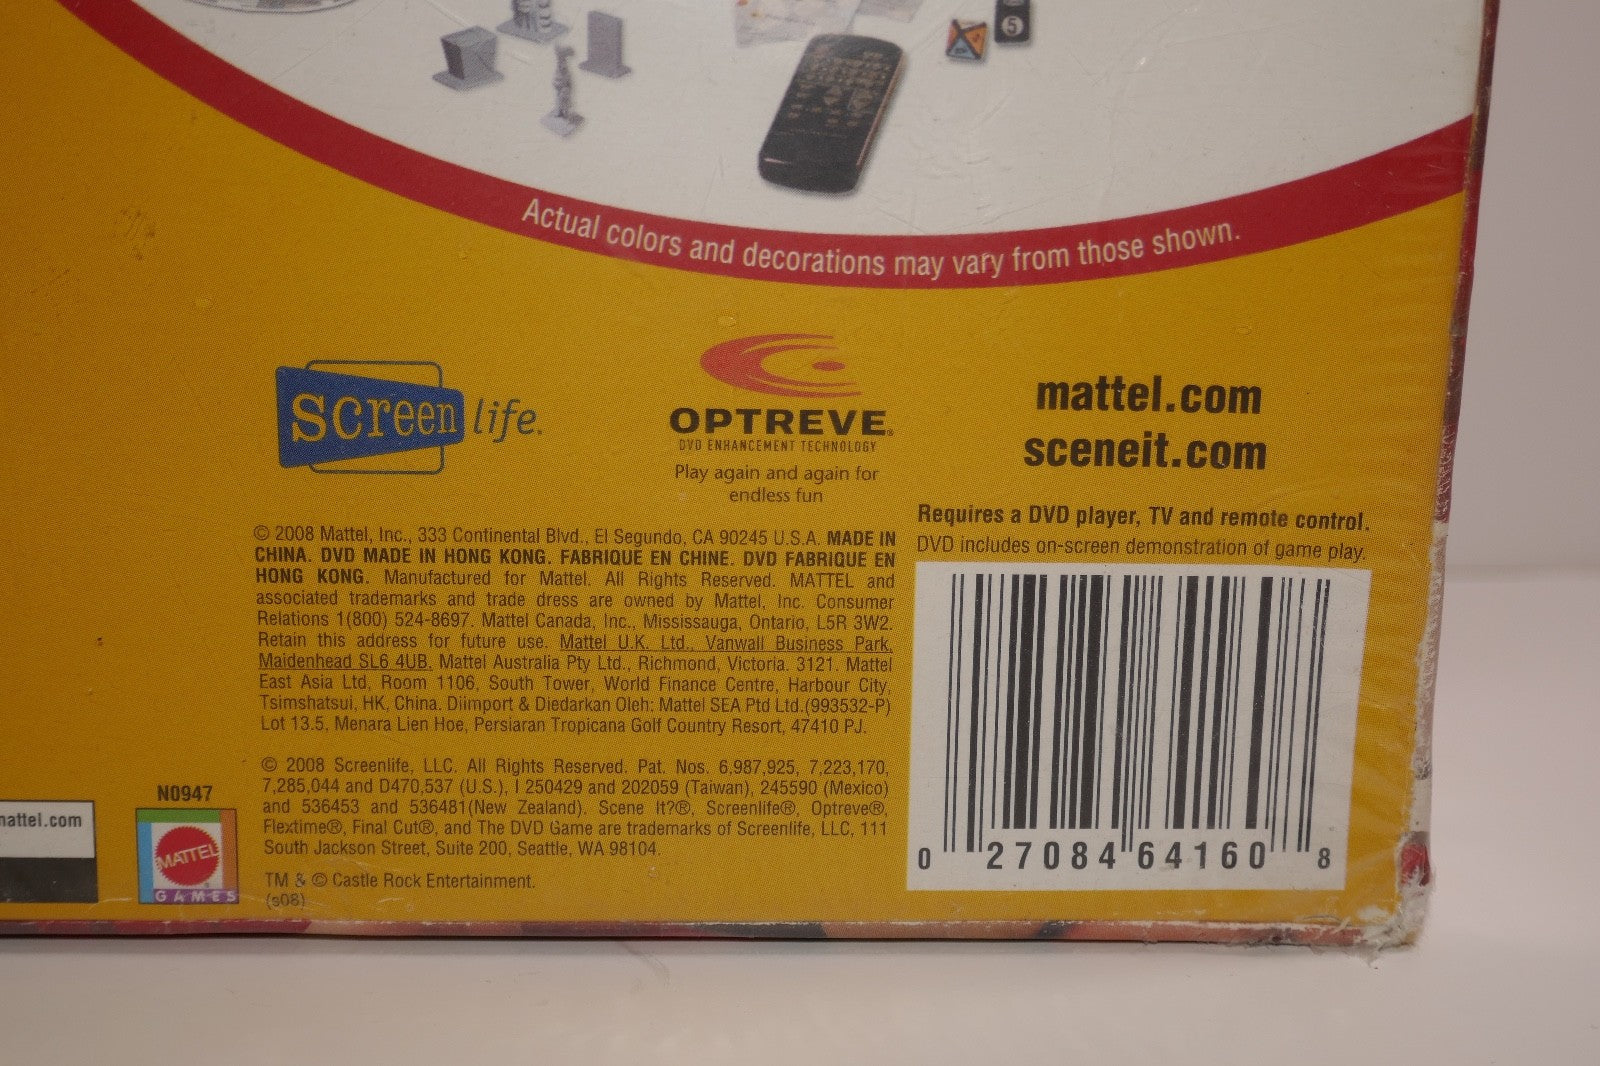 5
Actual colors and decorations may vary from those shown.
screen life.
OPTREVE®
DVD ENHANCEMENT TECHNOLOGY
Play again and again for
endless fun
mattel.com
sceneit.com
Requires a DVD player, TV and remote control.
DVD includes on-screen demonstration of game play.
© 2008 Mattel, Inc., 333 Continental Blvd., El Segundo, CA 90245 U.S.A. MADE IN
CHINA. DVD MADE IN HONG KONG. FABRIQUE EN CHINE. DVD FABRIQUE EN
HONG KONG. Manufactured for Mattel. All Rights Reserved. MATTEL and
associated trademarks and trade dress are owned by Mattel, Inc. Consumer
Relations 1(800) 524-8697. Mattel Canada, Inc., Mississauga, Ontario, L5R 3W2.
Retain this address for future use. Mattel U.K. Ltd., Vanwall Business Park,
Maidenhead SL6 4UB. Mattel Australia Pty Ltd., Richmond, Victoria. 3121. Mattel
East Asia Ltd, Room 1106, South Tower, World Finance Centre, Harbour City,
Tsimshatsui, HK, China. Diimport & Diedarkan Oleh: Mattel SEA Ptd Ltd.(993532-P)
Lot 13.5, Menara Lien Hoe, Persiaran Tropicana Golf Country Resort, 47410 PJ.
© 2008 Screenlife, LLC. All Rights Reserved. Pat. Nos. 6,987,925, 7,223,170,
7,285,044 and D470,537 (U.S.), I 250429 and 202059 (Taiwan), 245590 (Mexico)
and 536453 and 536481(New Zealand). Scene It?®, Screenlife®, Optreve®,
Flextime®, Final Cut®, and The DVD Game are trademarks of Screenlife, LLC, 111
South Jackson Street, Suite 200, Seattle, WA 98104.
TM & © Castle Rock Entertainment.
(s08)
N0947
MATTEL
GAMES
mattel.com
0 27084 64160 8